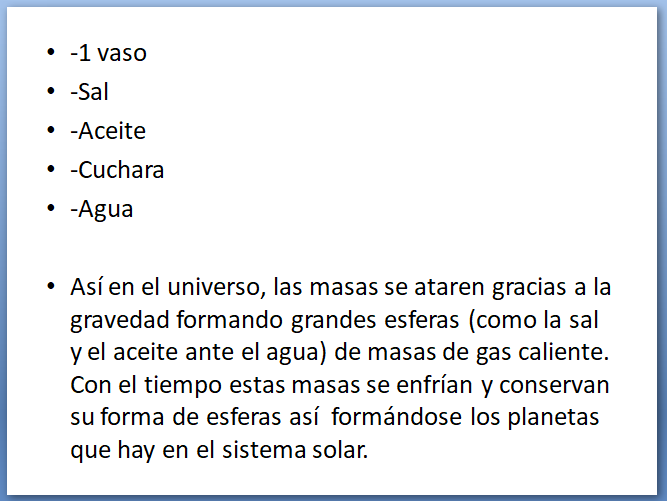 • -1 vaso
• -Sal
• -Aceite
• -Cuchara
• -Agua
• Así en el universo, las masas se ataren gracias a la
gravedad formando grandes esferas (como la sal
y el aceite ante el agua) de masas de gas caliente.
Con el tiempo estas masas se enfrían y conservan
su forma de esferas así  formándose los planetas
que hay en el sistema solar.